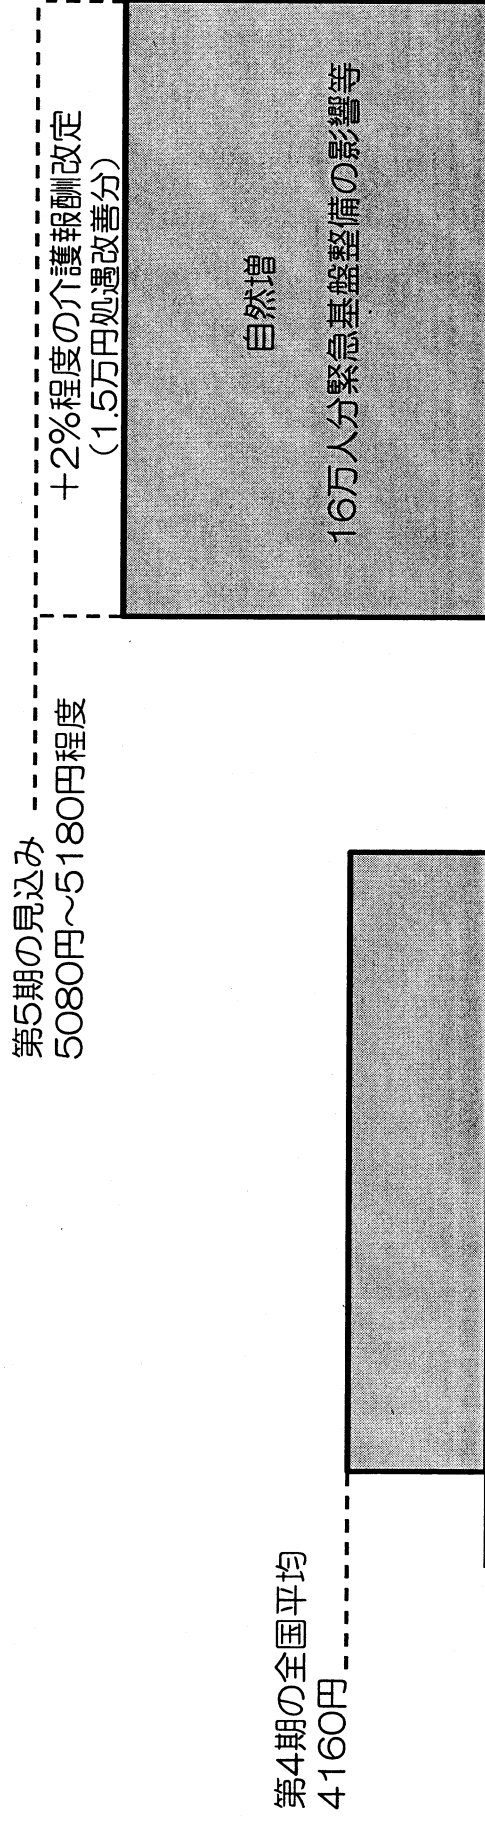 第5期の見込み
5080円～5180円程度
＋2%程度の介護報酬改定
（1.5万円処遇改善分）
自然増
16万人分緊急基盤整備の影響等
第4期の全国平均
4160円